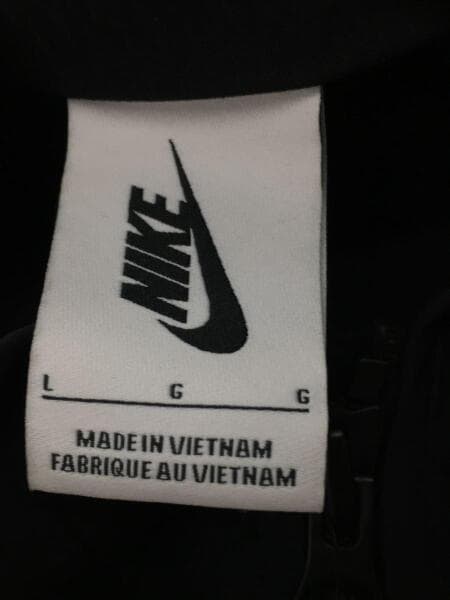 NIKE
L G G
MADE IN VIETNAM
FABRIQUE AU VIETNAM